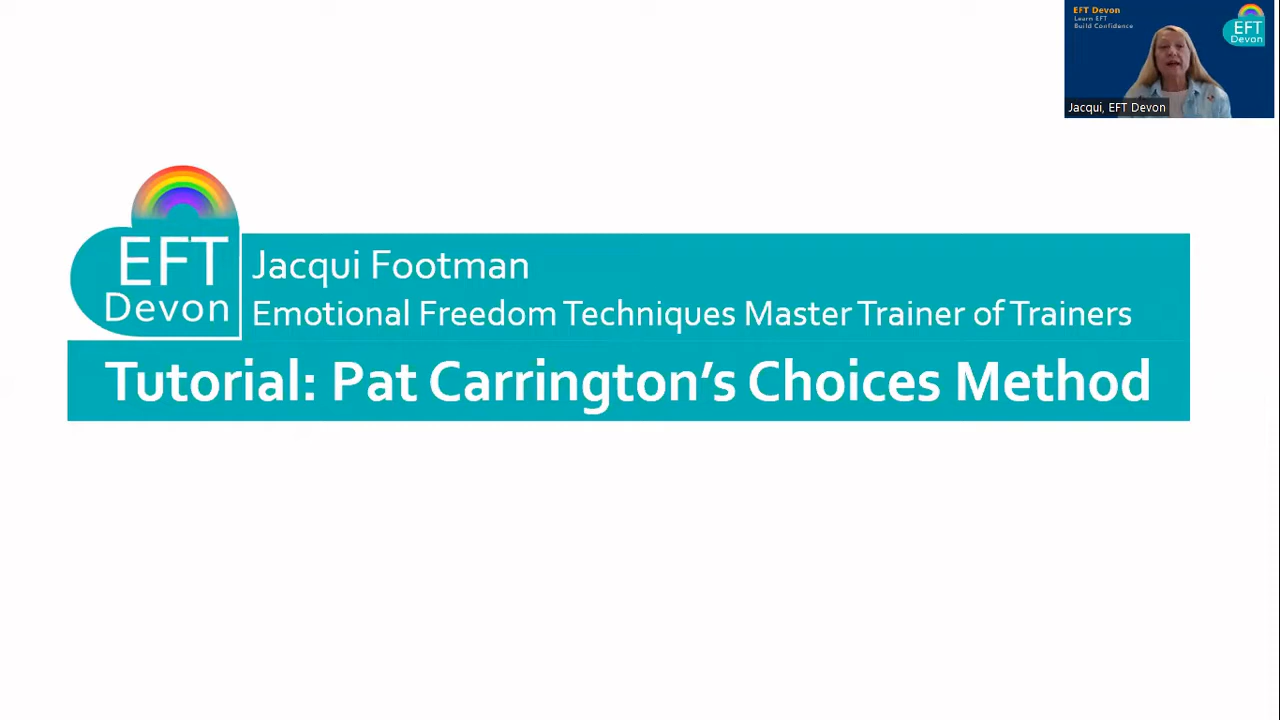 EFT Devon
Learn EFT
Build Confidence
EFT
Devon
Jacqui, EFT Devon
EFT
Devon
Jacqui Footman
Emotional Freedom Techniques Master Trainer of Trainers
Tutorial: Pat Carrington’s Choices Method